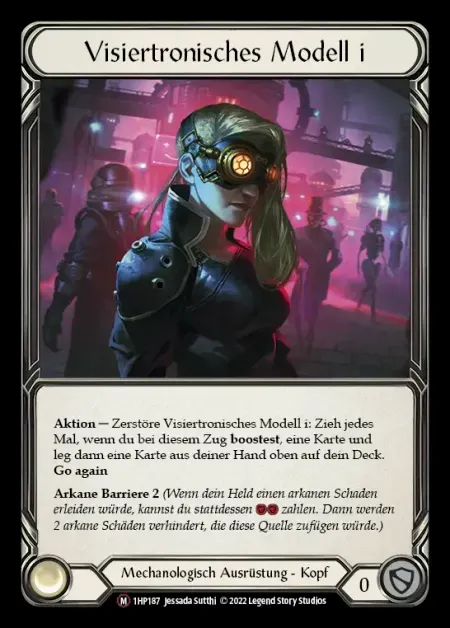 Visiertronisches Modell i
Aktion — Zerstöre Visiertronisches Modell i: Zieh jedes
Mal, wenn du bei diesem Zug boostest, eine Karte und
leg dann eine Karte aus deiner Hand oben auf dein Deck.
Go again
Arkane Barriere 2 (Wenn dein Held einen arkanen Schaden
erleiden würde, kannst du stattdessen zahlen. Dann werden
2 arkane Schäden verhindert, die diese Quelle zufügen würde.)
Mechanologisch Ausrüstung - Kopf
0
M 1HP187 Jessada Sutthi © 2022 Legend Story Studios